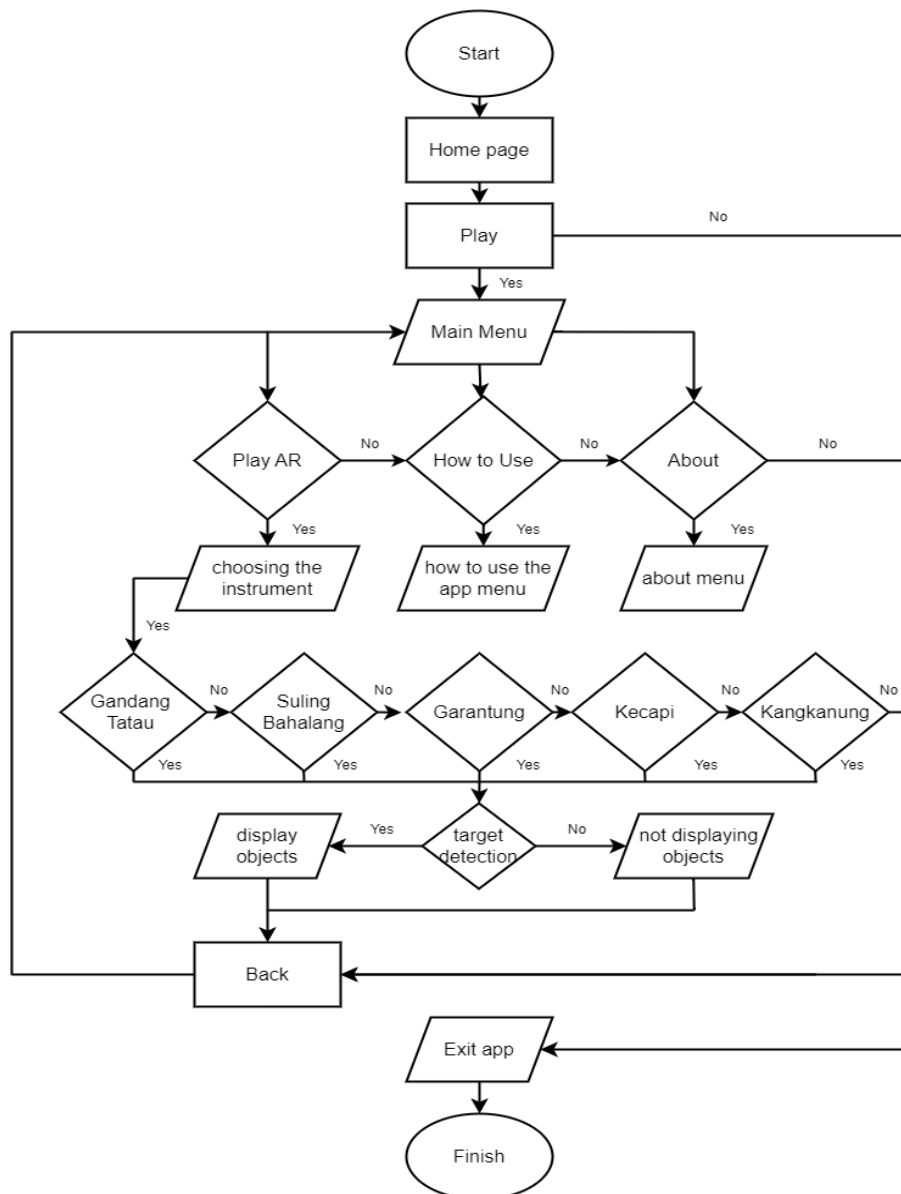 Start
Home page
Play
No
Yes
Main Menu
Play AR
No
How to Use
No
About
No
Yes
Yes
Yes
choosing the
instrument
how to use the
app menu
about menu
Yes
Gandang
Tatau
No
Suling
Bahalang
No
Garantung
No
Kecapi
No
Kangkanung
No
Yes
Yes
Yes
Yes
Yes
display
objects
Yes
target
detection
No
not displaying
objects
Back
Exit app
Finish